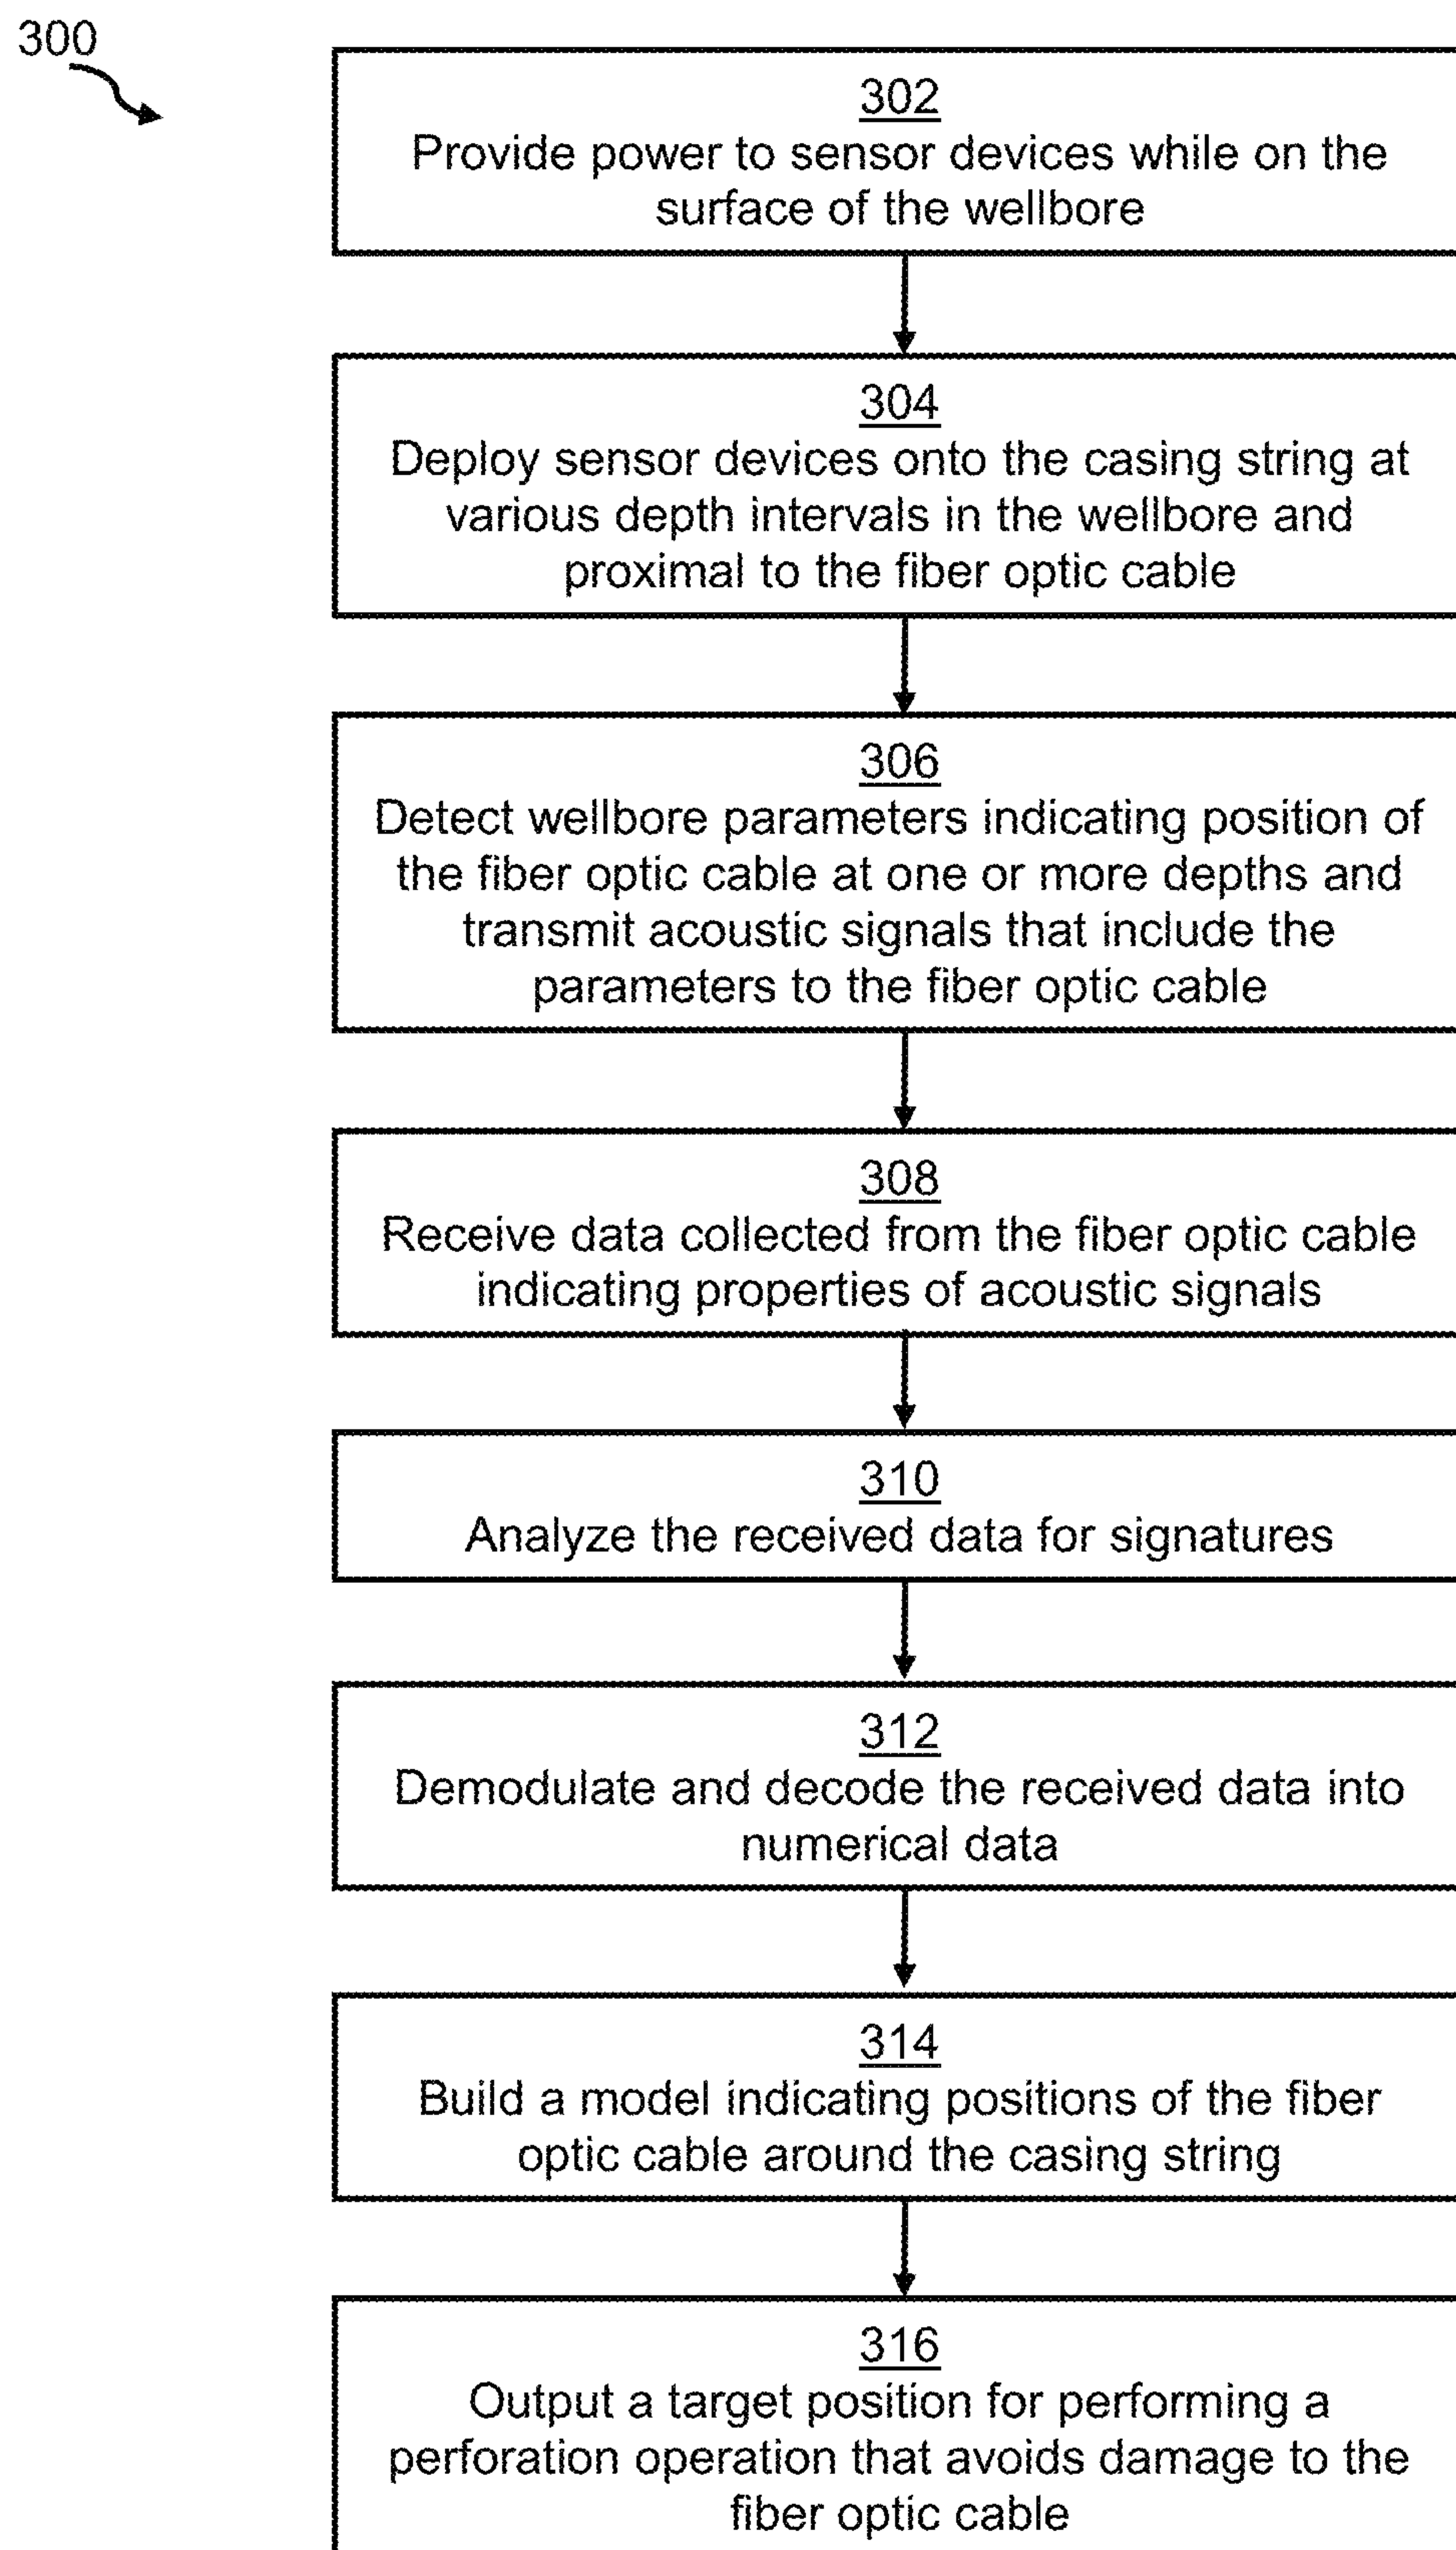 300
302
Provide power to sensor devices while on the
surface of the wellbore
304
Deploy sensor devices onto the casing string at
various depth intervals in the wellbore and
proximal to the fiber optic cable
306
Detect wellbore parameters indicating position of
the fiber optic cable at one or more depths and
transmit acoustic signals that include the
parameters to the fiber optic cable
308
Receive data collected from the fiber optic cable
indicating properties of acoustic signals
310
Analyze the received data for signatures
312
Demodulate and decode the received data into
numerical data
314
Build a model indicating positions of the fiber
optic cable around the casing string
316
Output a target position for performing a
perforation operation that avoids damage to the
fiber optic cable